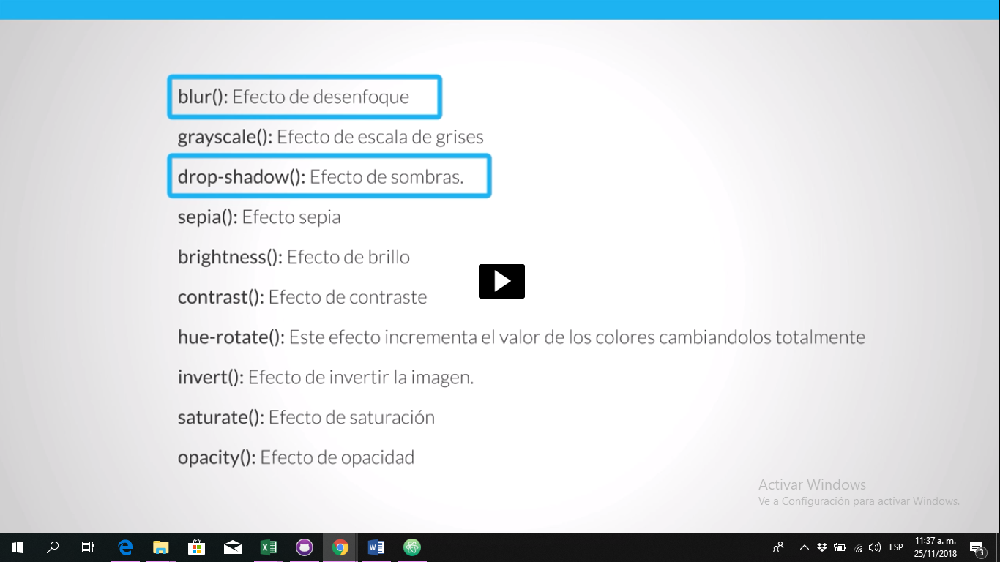 blur(): Efecto de desenfoque
grayscale(): Efecto de escala de grises
drop-shadow(): Efecto de sombras.
sepia(): Efecto sepia
brightness(): Efecto de brillo
contrast(): Efecto de contraste
hue-rotate(): Este efecto incrementa el valor de los colores cambiandolos totalmente
invert(): Efecto de invertir la imagen.
saturate(): Efecto de saturación
opacity(): Efecto de opacidad
Activar Windows
Ve a Configuración para activar Windows.
ESP
11:37 a. m.
25/11/2018
3